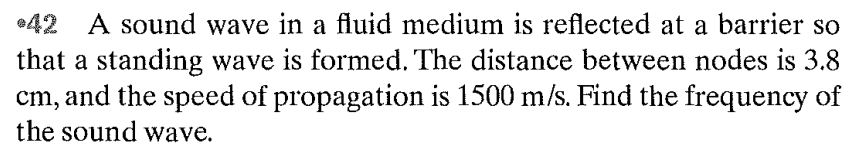 •42 A sound wave in a fluid medium is reflected at a barrier so
that a standing wave is formed. The distance between nodes is 3.8
cm, and the speed of propagation is 1500 m/s. Find the frequency of
the sound wave.